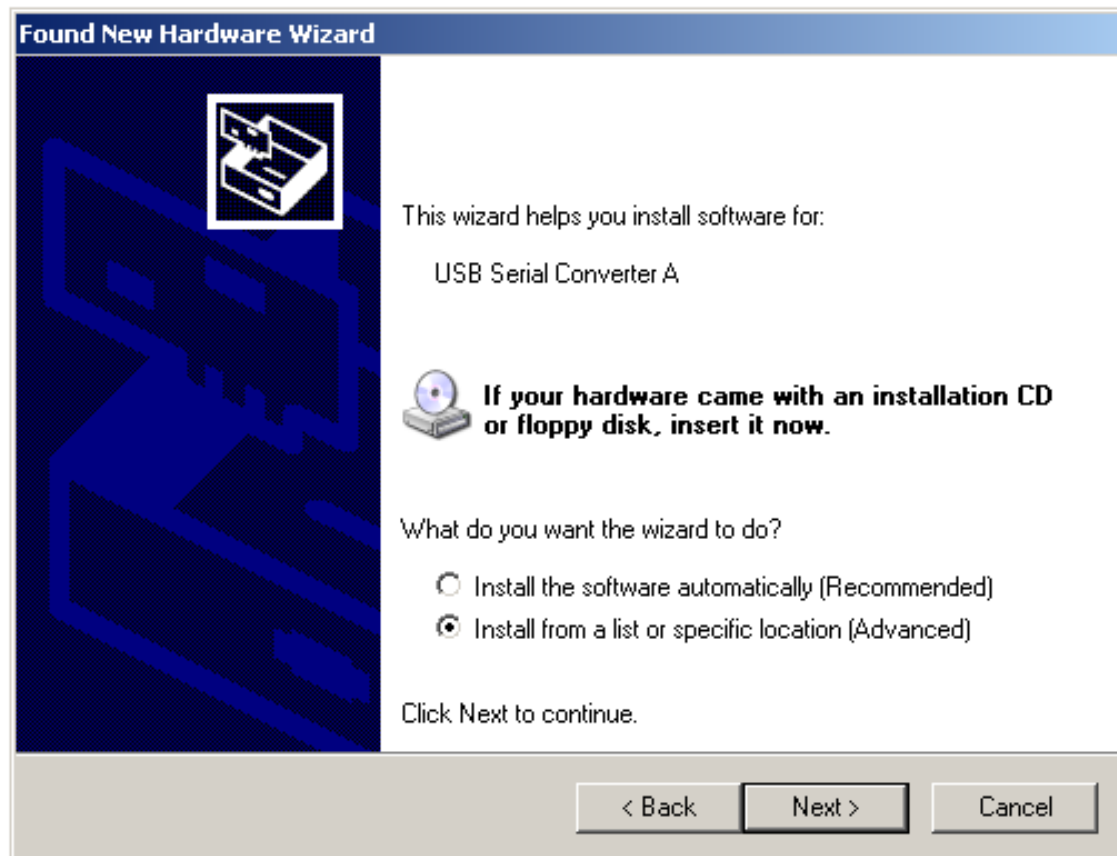 Found New Hardware Wizard
This wizard helps you install software for:
USB Serial Converter A
If your hardware came with an installation CD
or floppy disk, insert it now.
What do you want the wizard to do?
Install the software automatically (Recommended)
Install from a list or specific location (Advanced)
Click Next to continue.
< Back
Next >
Cancel